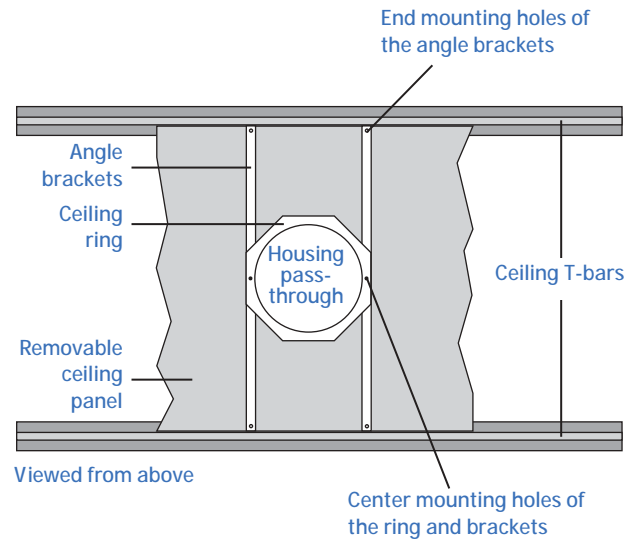 End mounting holes of
the angle brackets
Angle
brackets
Ceiling
ring
Housing
pass-
through
Ceiling T-bars
Removable
ceiling
panel
Viewed from above
Center mounting holes of
the ring and brackets